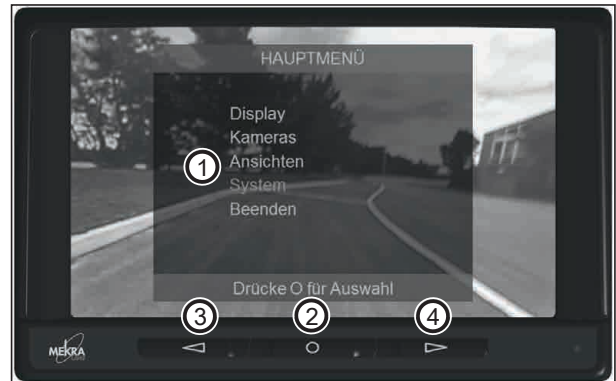 HAUPTMENÜ
Display
Kameras
Ansichten
1
System
Beenden
Drücke O für Auswahl
3
2
4
MEKRA